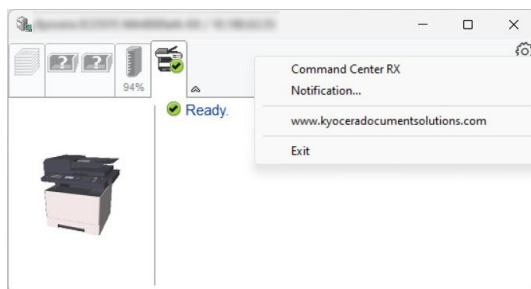 94%
Ready.
Command Center RX
Notification...
www.kyoceradocumentsolutions.com
Exit